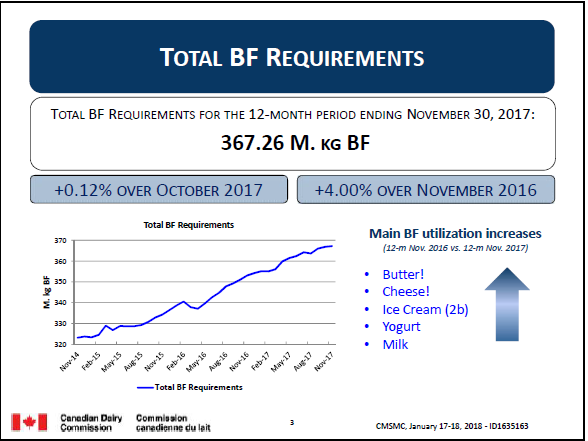 TOTAL BF REQUIREMENTS
TOTAL BF REQUIREMENTS FOR THE 12-MONTH PERIOD ENDING NOVEMBER 30, 2017:
367.26 M. KG BF
+0.12% OVER OCTOBER 2017
+4.00% OVER NOVEMBER 2016
Total BF Requirements
M. kg BF
370
360
350
340
330
320
Nov-14
Feb-15
May-15
Aug-15
Nov-15
Feb-16
May-16
Aug-16
Nov-16
Feb-17
May-17
Aug-17
Nov-17
Total BF Requirements
Main BF utilization increases
(12-m Nov. 2016 vs. 12-m Nov. 2017)
• Butter!
• Cheese!
• Ice Cream (2b)
• Yogurt
• Milk
Canadian Dairy
Commission
Commission
canadienne du lait
3
CMSMC, January 17-18, 2018 - ID1635163